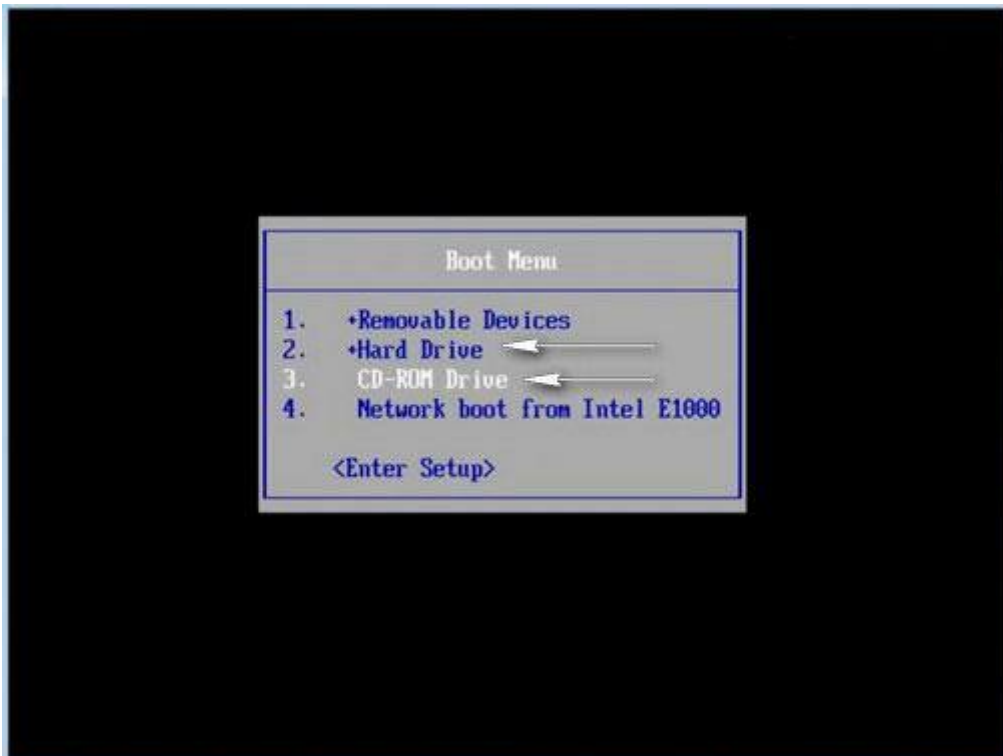 Boot Menu
1. +Removable Devices
2. +Hard Drive
3. CD-ROM Drive
4. Network boot from Intel E1000
<Enter Setup>